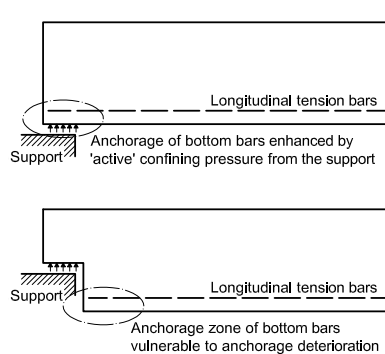 Longitudinal tension bars
Anchorage of bottom bars enhanced by
Support
'active' confining pressure from the support
Longitudinal tension bars
Support
Anchorage zone of bottom bars
vulnerable to anchorage deterioration